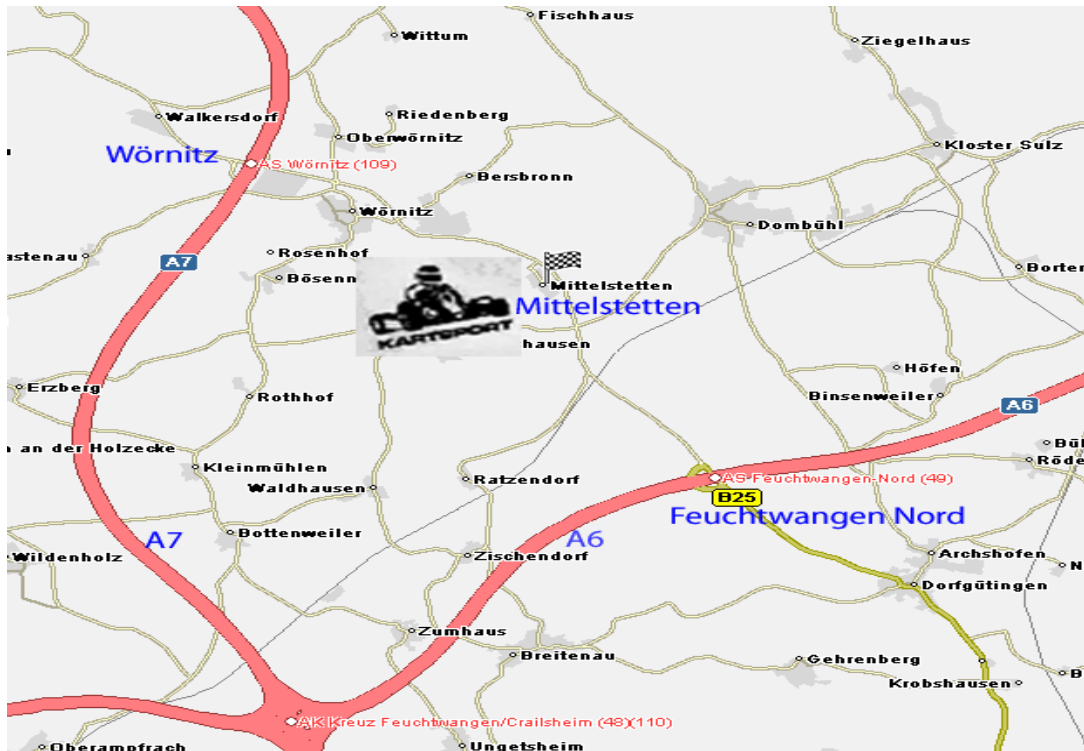 Fischhaus
Wittum
Ziegelhaus
Walkersdorf
Riedenberg
Oberwörnitz
Kloster Sulz
Wörnitz
AS Wörnitz (109)
Bersbronn
Wörnitz
Dombühl
Rosenhof
astenau
A7
Bösenn
Borter
Mittelstetten
Mittelstetten
KARTSPORT
hausen
Höfen
Erzberg
Rothhof
Binsenweiler
A6
n an der Holzecke
Bül
Röde
Kleinmühlen
Waldhausen
Ratzendorf
AS Feuchtwangen-Nord (49)
B25
Feuchtwangen Nord
Bottenweiler
A7
A6
Wildenholz
Zischendorf
Archshofen
N
Dorfgütingen
Zumhaus
Breitenau
Gehrenberg
B
Krobshausen
AK Kreuz Feuchtwangen/Crailsheim (48)(110)
Oberampfrach
Ungetsheim